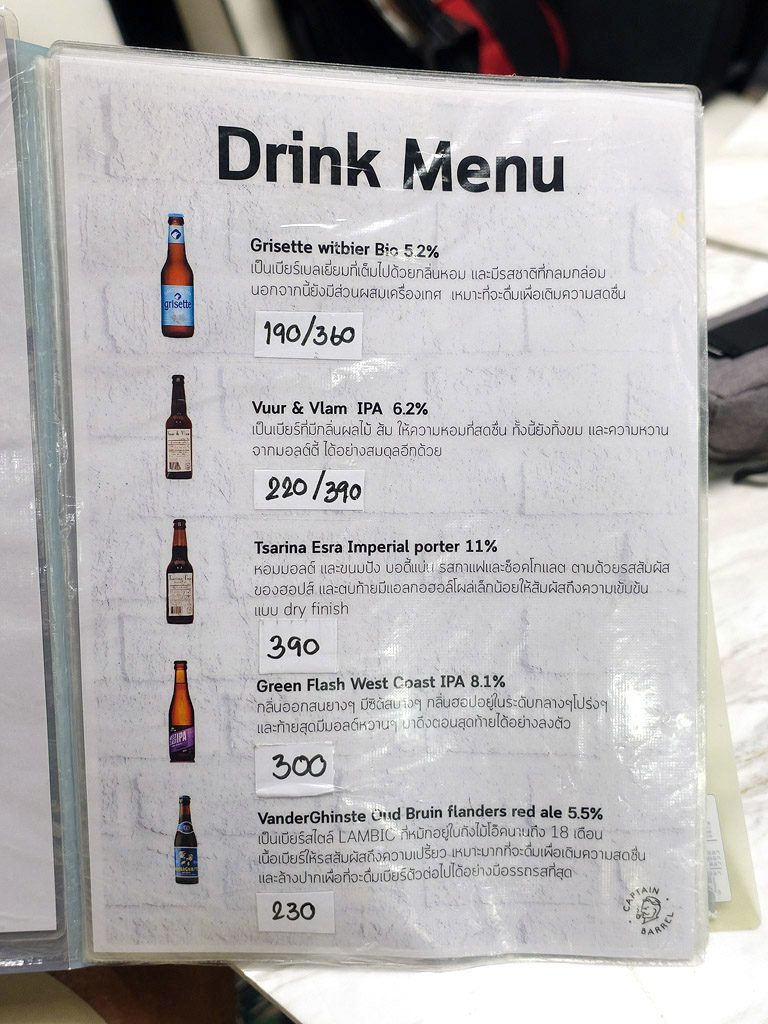 Drink Menu
Grisette witbier Bio 5.2%
เป็นเบียร์เบลเยี่ยมที่เต็มไปด้วยกลิ่นหอม และมีรสชาติที่กลมกล่อม
นอกจากนี้ยังมีส่วนผสมเครื่องเทศ เหมาะที่จะดื่มเพื่อเติมความสดชื่น
grisette
190/360
Vuur & Vlam IPA 6.2%
เป็นเบียร์ที่มีกลิ่นผลไม้ ส้ม ให้ความหอมที่สดชื่น ทั้งนี้ยังทิ้งขม และความหวาน
จากมอลต์ตี้ ได้อย่างสมดุลอีกด้วย
220/390
Tsarina Esra Imperial porter 11%
หอมมอลต์ และขนมปัง บอดี้แน่น รสกาแฟและช็อคโกแลต ตามด้วยรสสัมผัส
ของฮอปส์ และตบท้ายมีแอลกอฮอล์โผล่เล็กน้อยให้สัมผัสถึงความเข้มข้น
แบบ dry finish
390
Green Flash West Coast IPA 8.1%
กลิ่นออกสนยางๆ มีซิตัสบางๆ กลิ่นฮอปอยู่ในระดับกลางๆโปร่งๆ
และท้ายสุดมีมอลต์หวานๆ มาถึงตอนสุดท้ายได้อย่างลงตัว
IPA
300
VanderGhinste Oud Bruin flanders red ale 5.5%
เป็นเบียร์สไตล์ LAMBIC ที่หมักอยู่ในถังไม้โอ๊คนานถึง 18 เดือน
เนื้อเบียร์ให้รสสัมผัสถึงความเปรี้ยว เหมาะมากที่จะดื่มเพื่อเติมความสดชื่น
และล้างปากเพื่อที่จะดื่มเบียร์ตัวต่อไปได้อย่างมีอรรถรสที่สุด
230
CAPTAIN
BARREL